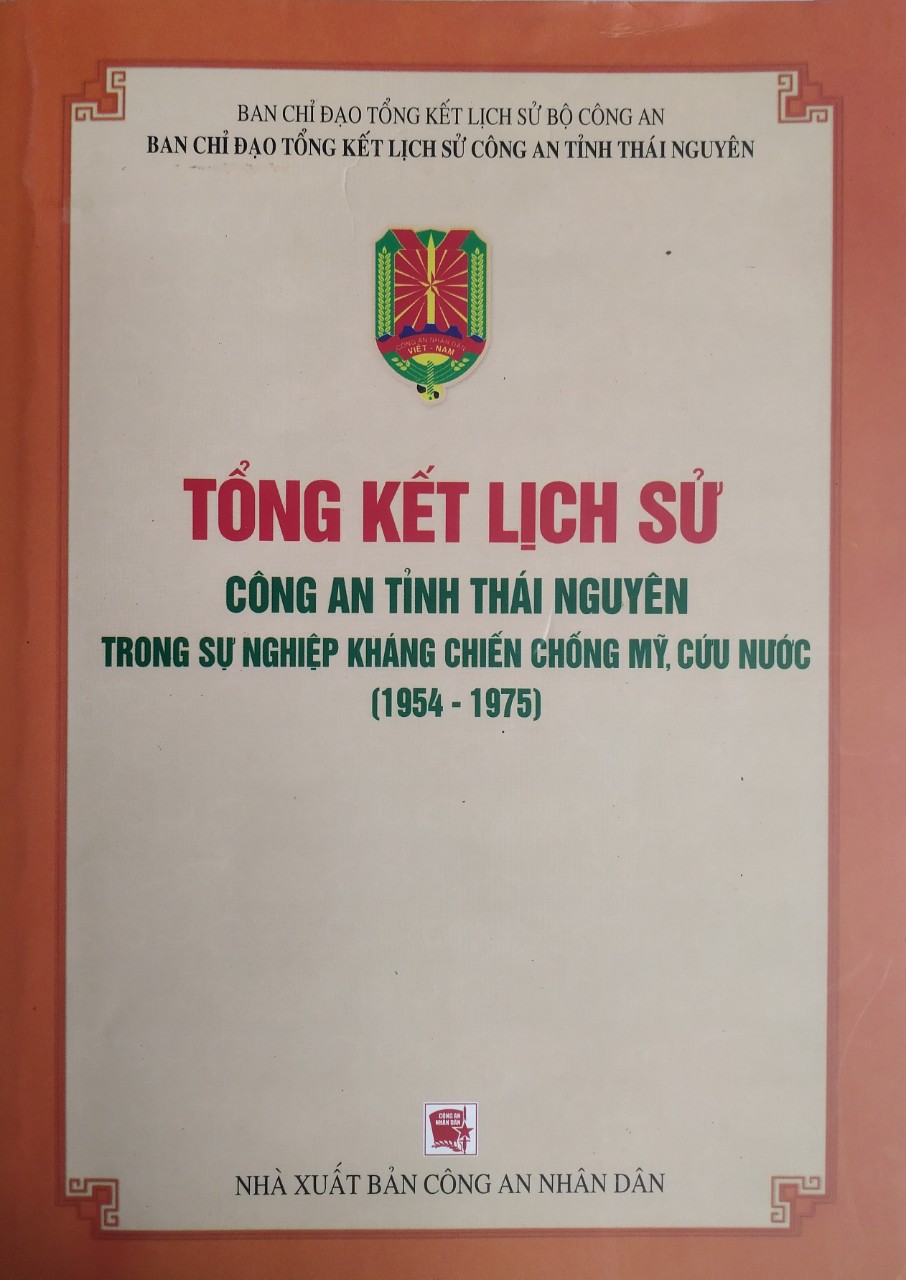 BAN CHỈ ĐẠO TỔNG KẾT LỊCH SỬ BỘ CÔNG AN
BAN CHỈ ĐẠO TỔNG KẾT LỊCH SỬ CÔNG AN TỈNH THÁI NGUYÊN
CÔNG AN NHÂN DÂN
VIỆT - NAM
TỔNG KẾT LỊCH SỬ
CÔNG AN TỈNH THÁI NGUYÊN
TRONG SỰ NGHIỆP KHÁNG CHIẾN CHỐNG MỸ, CỨU NƯỚC
(1954 - 1975)
CÔNG AN
NHÂN DÂN
NHÀ XUẤT BẢN CÔNG AN NHÂN DÂN